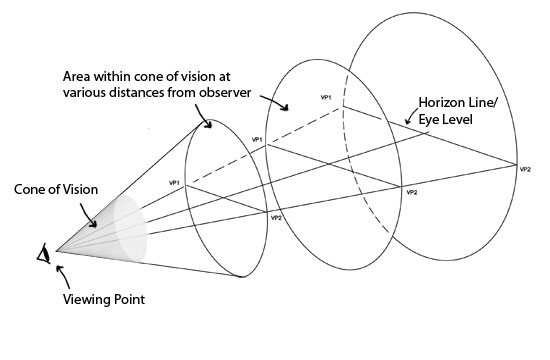 Area within cone of vision at
various distances from observer
VP1
Horizon Line/
Eye Level
VP1
VP2
Cone of Vision
VP1
VP2
VP2
Viewing Point